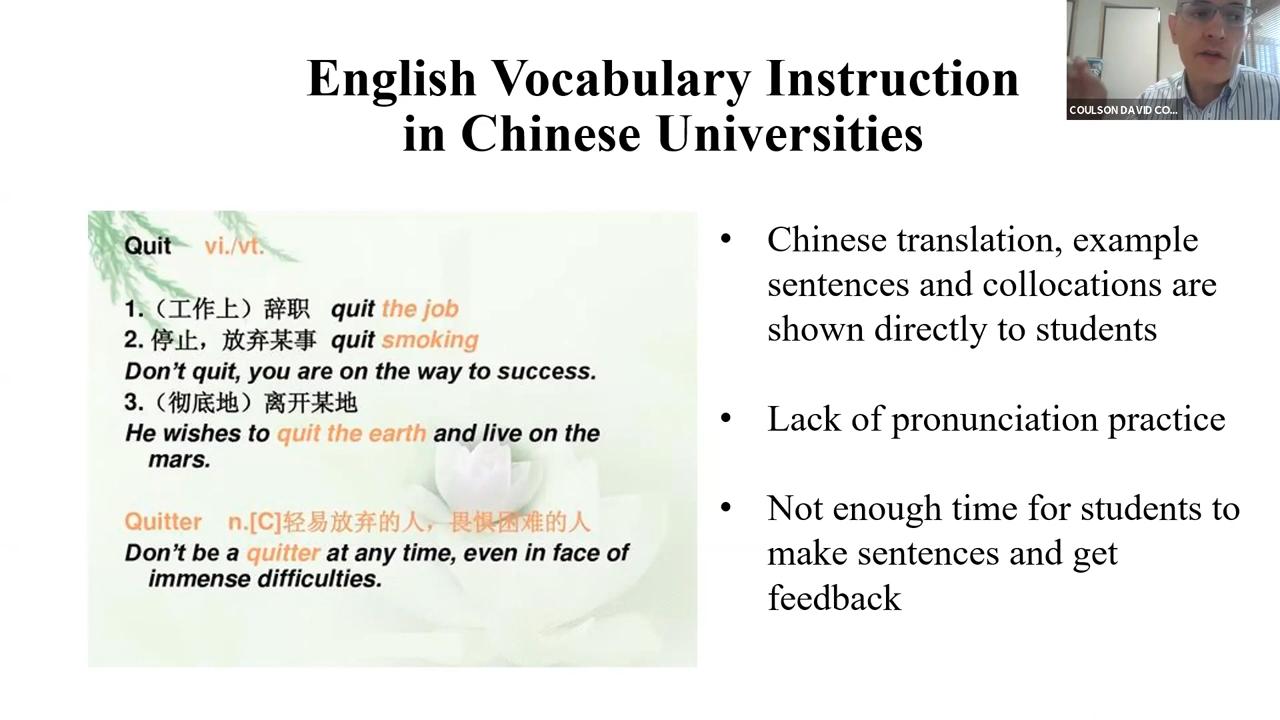 English Vocabulary Instruction
in Chinese Universities
COULSON DAVID CO...
Quit vi./vt.
1.（工作上）辞职 quit the job
2. 停止，放弃某事 quit smoking
Don't quit, you are on the way to success.
3.（彻底地）离开某地
He wishes to quit the earth and live on the
mars.
Quitter n.[C]轻易放弃的人，畏惧困难的人
Don't be a quitter at any time, even in face of
immense difficulties.
• Chinese translation, example
sentences and collocations are
shown directly to students
• Lack of pronunciation practice
• Not enough time for students to
make sentences and get
feedback